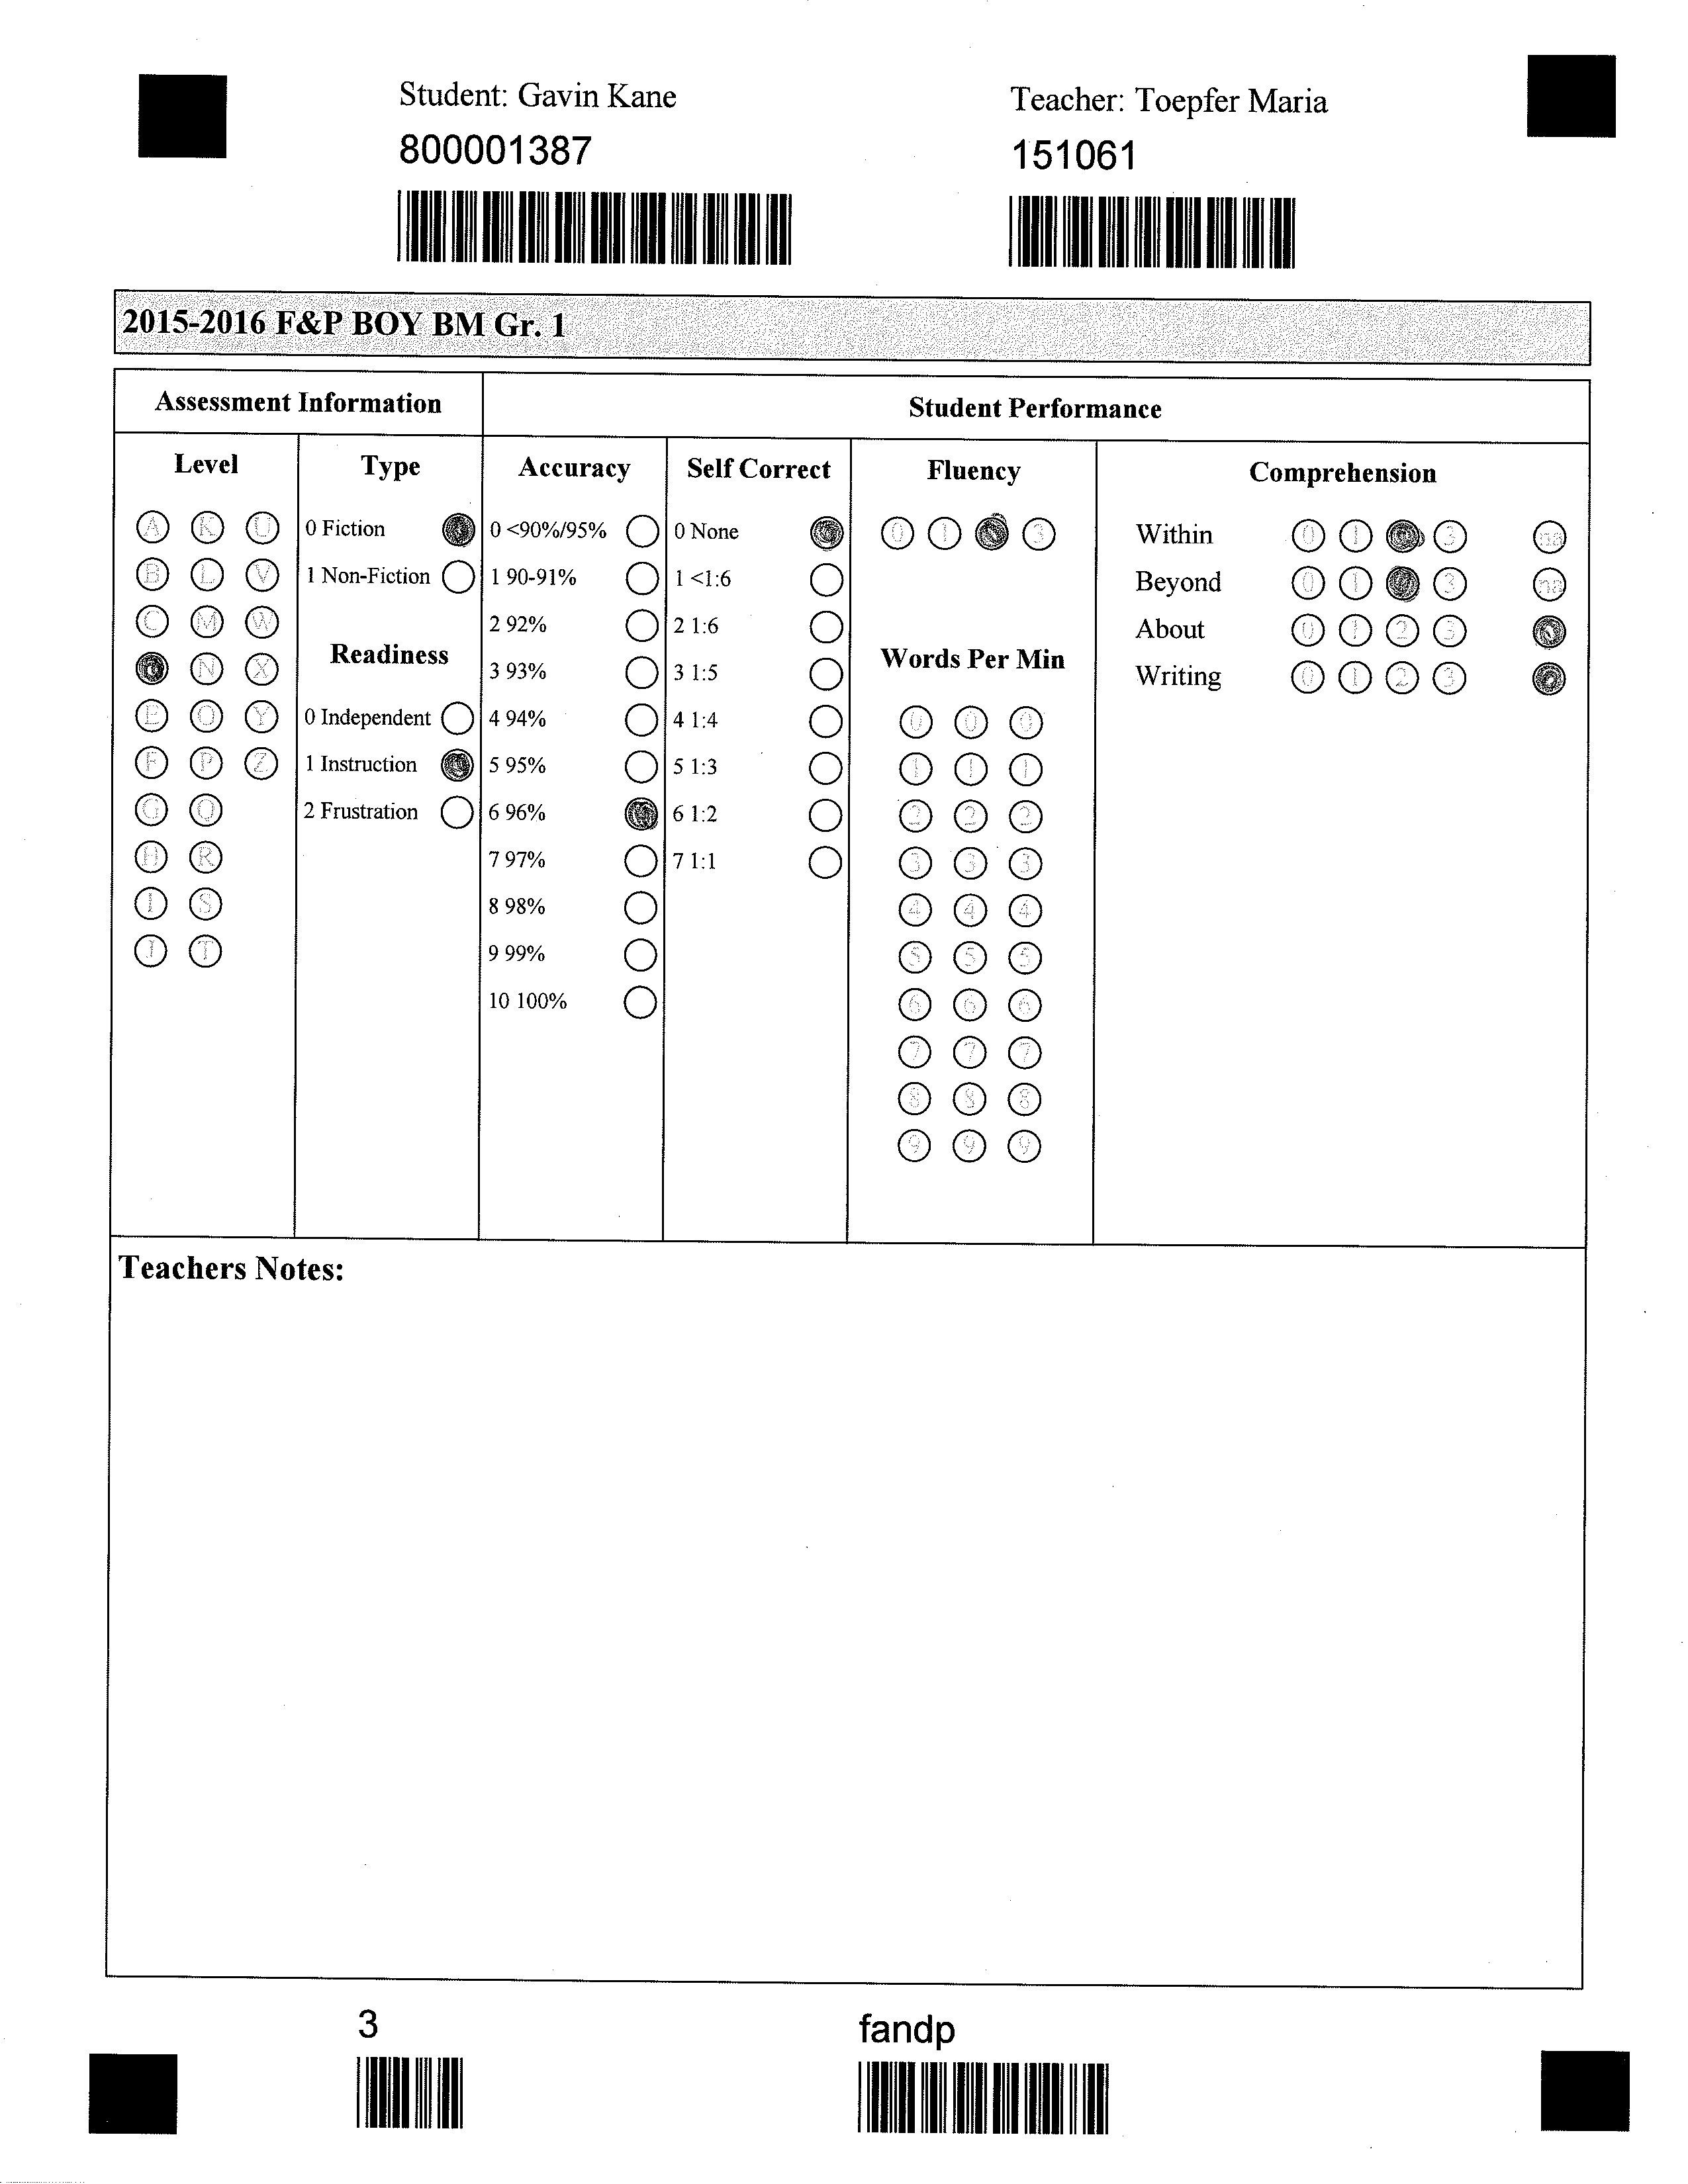 Student: Gavin Kane
Teacher: Toepfer Maria
800001387
151061
2015-2016 F&P BOY BM Gr. 1
Assessment Information
Student Performance
Level
Type
Accuracy
Self Correct
Fluency
Comprehension
A K U
B L V
C M W
N X
E O Y
F P Z
G Q
H R
I S
J T
0 Fiction
1 Non-Fiction
Readiness
0 Independent
1 Instruction
2 Frustration
0 <90%/95%
1 90-91%
2 92%
3 93%
4 94%
5 95%
6 96%
7 97%
8 98%
9 99%
10 100%
0 None
1 <1:6
2 1:6
3 1:5
4 1:4
5 1:3
6 1:2
7 1:1
0 1 3
Words Per Min
0 0 0
1 1 1
2 2 2
3 3 3
4 4 4
5 5 5
6 6 6
7 7 7
8 8 8
9 9 9
Within 0 1 3 na
Beyond 0 1 3 na
About 0 1 2 3
Writing 0 1 2 3
Teachers Notes:
3
fandp